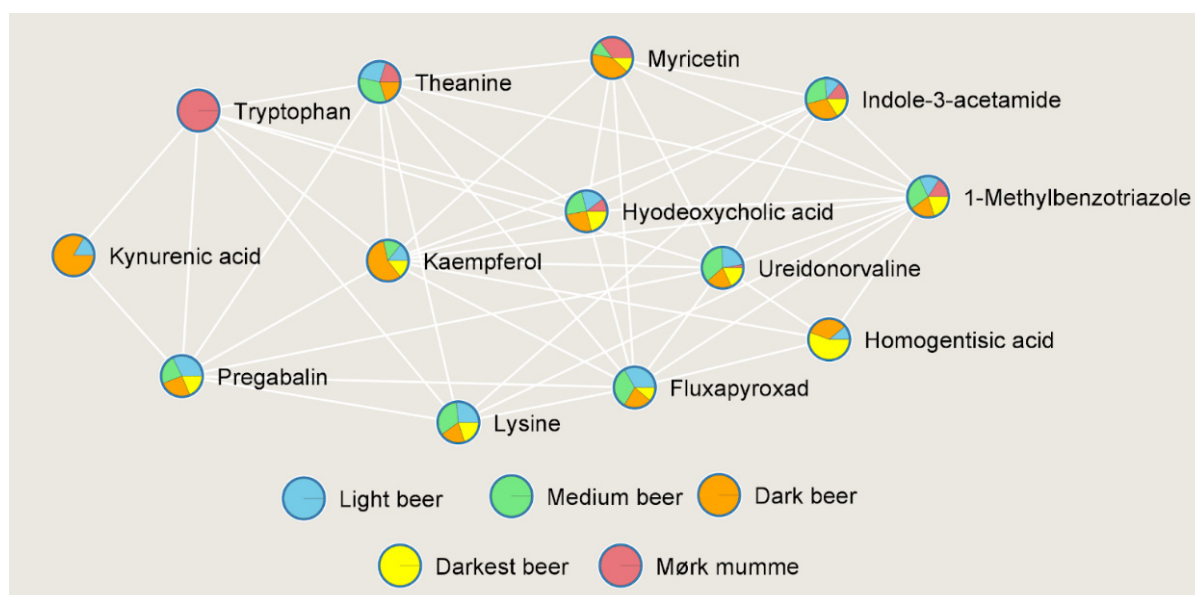 Myricetin
Theanine
Indole-3-acetamide
Tryptophan
1-Methylbenzotriazole
Hyodeoxycholic acid
Kynurenic acid
Kaempferol
Ureidonorvaline
Homogentisic acid
Pregabalin
Fluxapyroxad
Lysine
Light beer
Medium beer
Dark beer
Darkest beer
Mørk mumme